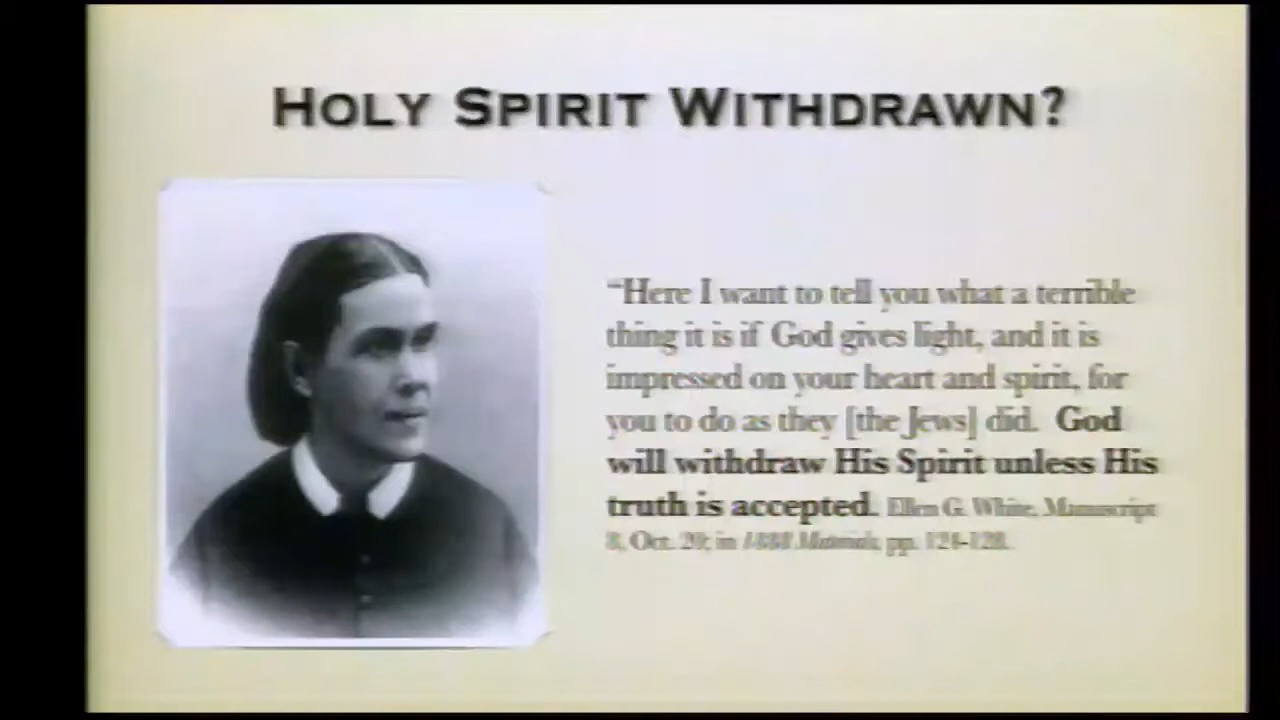 HOLY SPIRIT WITHDRAWN?
“Here I want to tell you what a terrible
thing it is if God gives light, and it is
impressed on your heart and spirit, for
you to do as they [the Jews] did. God
will withdraw His Spirit unless His
truth is accepted. Ellen G. White, Manuscript
8, Oct. 20; in 1888 Materials, pp. 124-128.